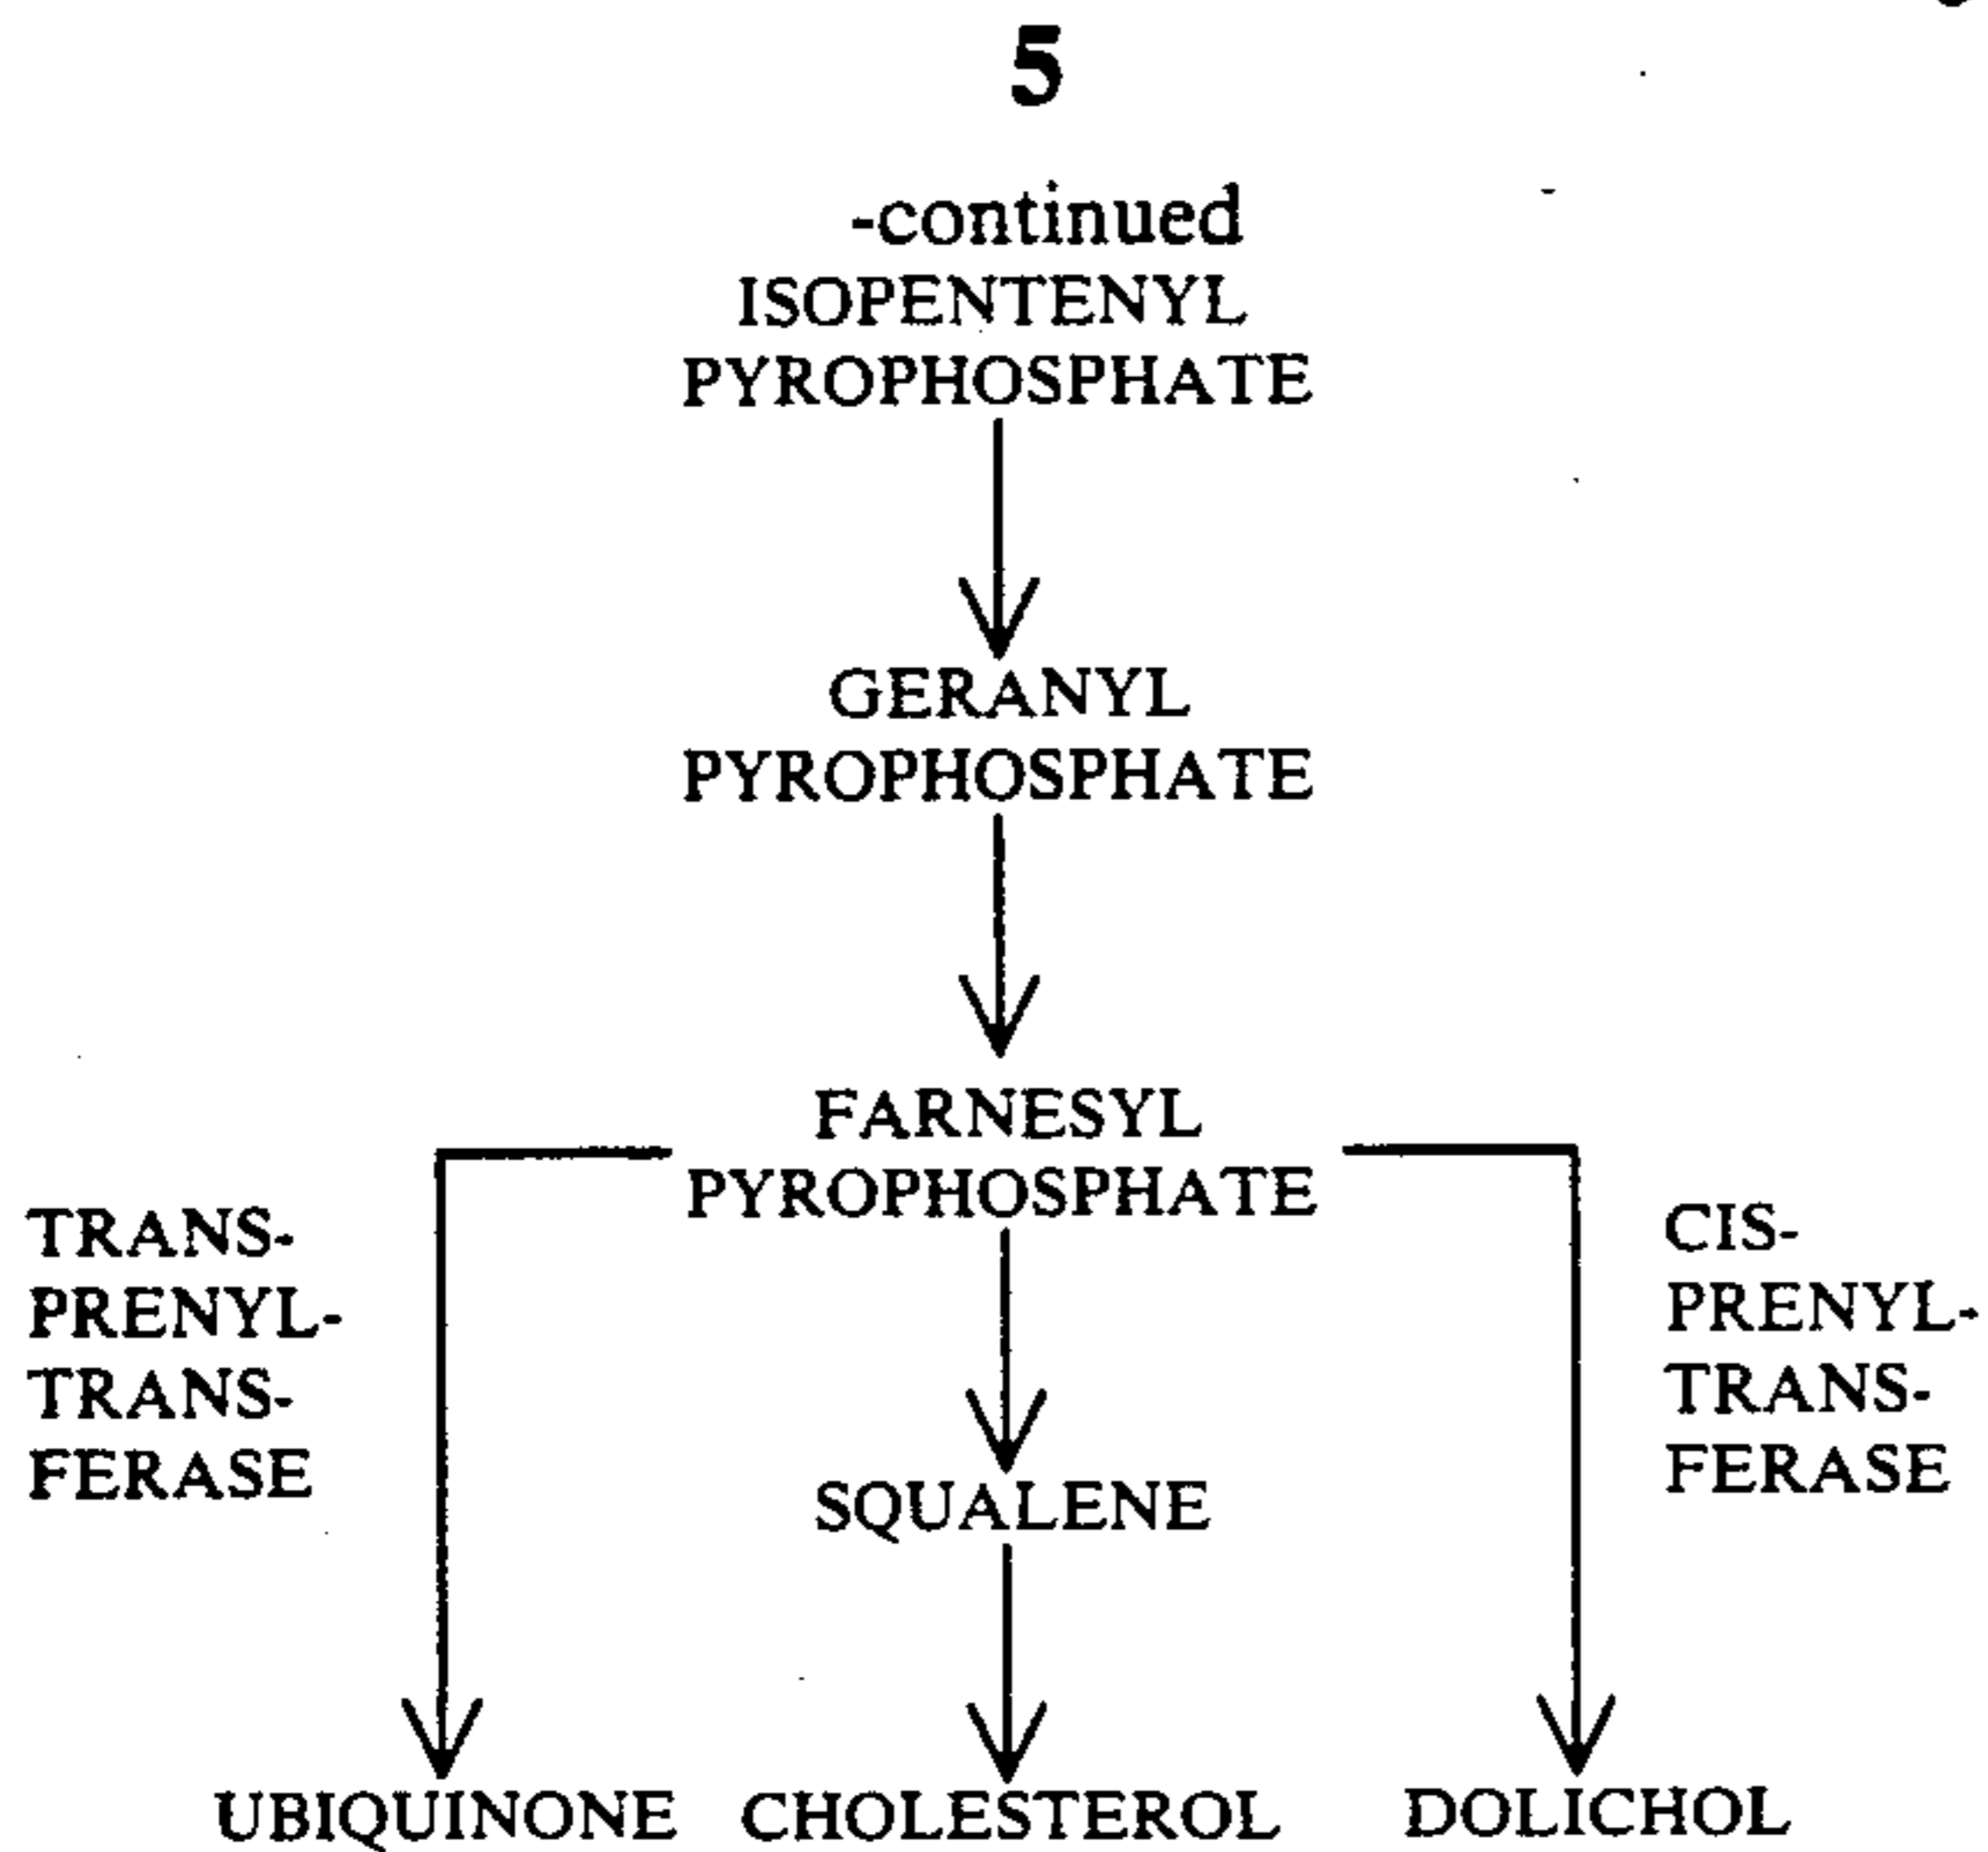 5
-continued
ISOPENTENYL
PYROPHOSPHATE
GERANYL
PYROPHOSPHATE
FARNESYL
PYROPHOSPHATE
TRANS-
PRENYL-
TRANS-
FERASE
CIS-
PRENYL-
TRANS-
FERASE
SQUALENE
UBIQUINONE CHOLESTEROL DOLICHOL